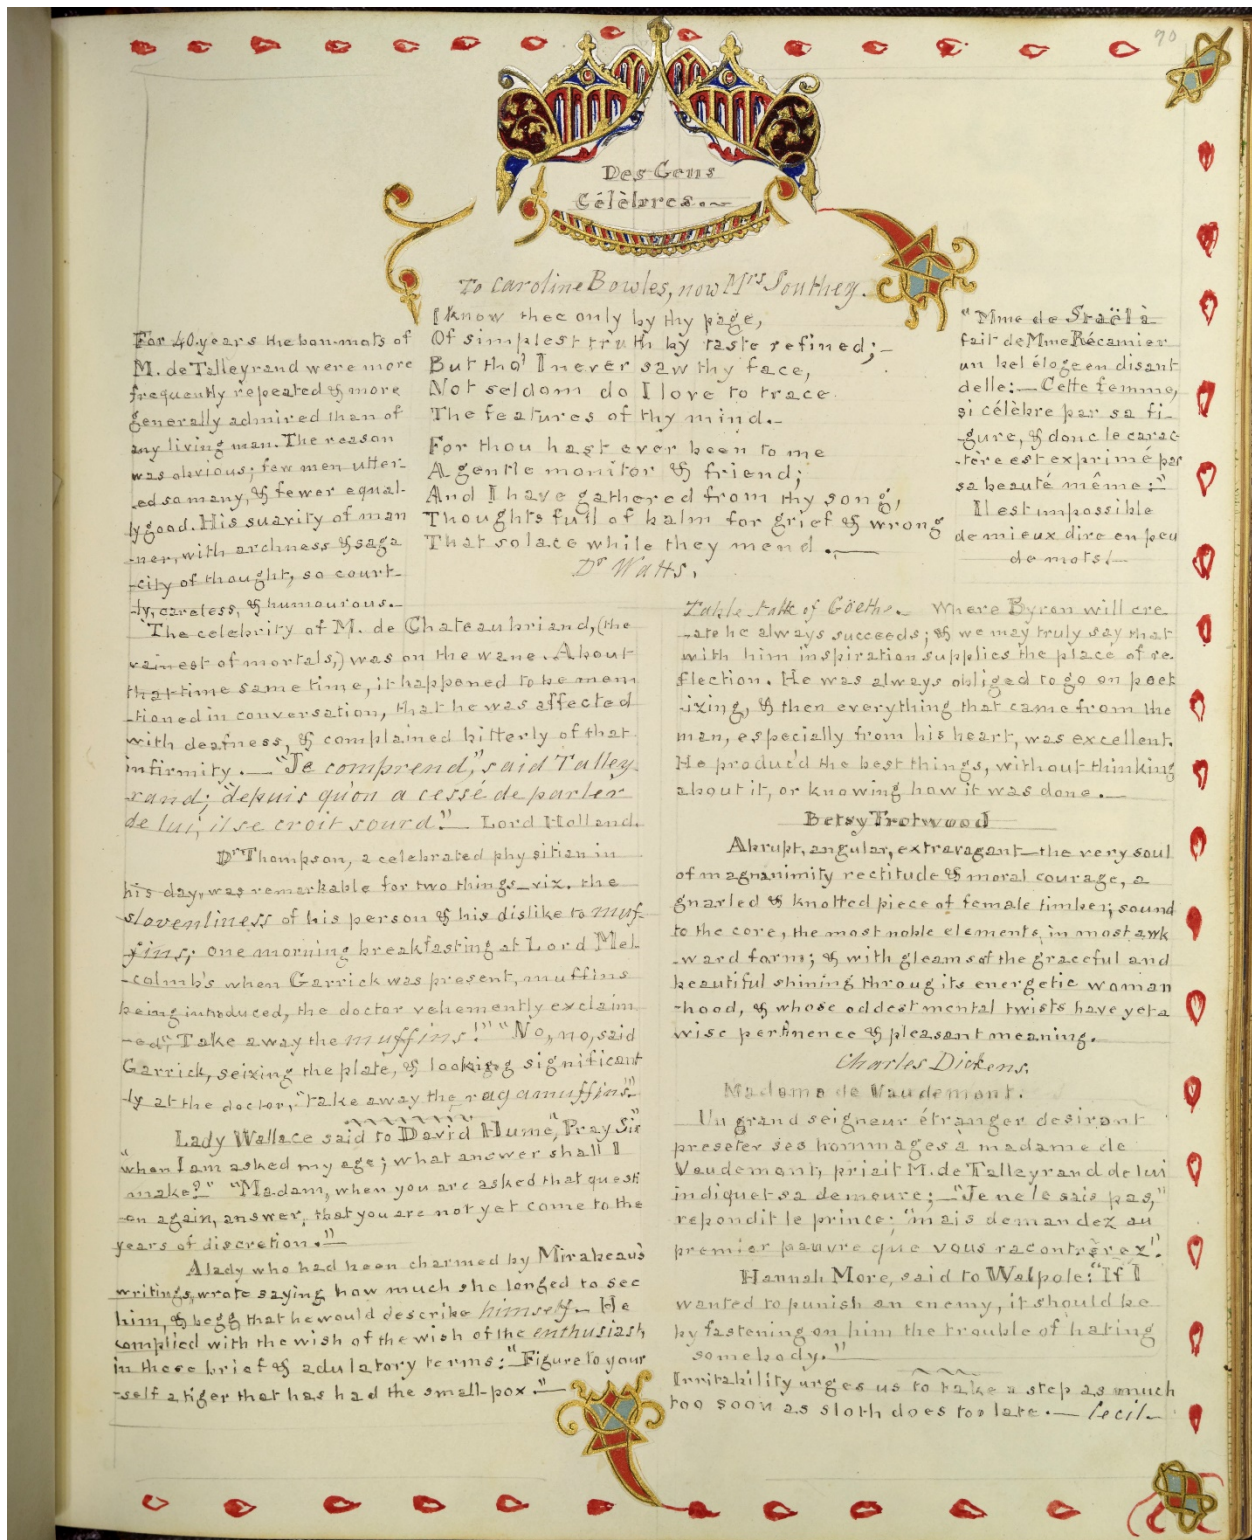 90
Des Gens
Célèbres.~
To Caroline Bowles, now Mrs Southey.
I know thee only by thy page,
Of simplest truth by taste refined;–
But tho' I never saw thy face,
Not seldom do I love to trace
The features of thy mind.–
For thou hast ever been to me
A gentle monitor & friend;
And I have gathered from thy song,
Thoughts full of balm for grief & wrong
That solace while they mend.—
Dr Watts.
For 40 years the bon-mots of
M. de Talleyrand were more
frequently repeated & more
generally admired than of
any living man. The reason
was obvious; few men utter-
-ed so many, & fewer equal-
ly good. His suavity of man
-ner, with archness & saga
-city of thought, so court-
-ly, careless, & humourous.–
The celebrity of M. de Chateaubriand, (the
vainest of mortals,) was on the wane. About
that time same time, it happened to be men
-tioned in conversation, that he was affected
with deafness, & complained bitterly of that
infirmity.— "Je comprend," said Talley-
rand; "depuis qu'on a cessé de parler
de lui, il se croit sourd."– Lord Holland.
Dr Thompson, a celebrated physitian in
his day, was remarkable for two things – viz. the
slovenliness of his person & his dislike to muf-
fins; one morning breakfasting at Lord Mel-
-colmb's when Garrick was present, muffins
being introduced, the doctor vehemently exclaim
-ed; "Take away the muffins!" "No, no, said
Garrick, seizing the plate, & looking significant
-ly at the doctor, "take away the ragamuffins"
Lady Wallace said to David Hume, "Pray Sir"
"when I am asked my age; what answer shall I
make?" "Madam, when you are asked that questi
-on again, answer, that you are not yet come to the
years of discretion."–
A lady who had been charmed by Mirabeau's
writings, wrote saying how much she longed to see
him, & begg that he would describe himself– He
complied with the wish of the wish of the enthusiast,
in these brief & adulatory terms: "Figure to your
-self a tiger that has had the small-pox."–
"Mme de Staël à
fait de Mme Récamier
un bel éloge en disant
delle:– Cette femme,
si célèbre par sa fi-
-gure, & donc le carac-
-tère est exprimé par
sa beauté même:"
Il est impossible
de mieux dire en peu
de mots!–
Table-talk of Göethe.– Where Byron will cre
-ate he always succeeds; & we may truly say that
with him inspiration supplies the place of re-
flection. He was always obliged to go on poet
-izing, & then everything that came from the
man, especially from his heart, was excellent.
He produc'd the best things, without thinking
about it, or knowing how it was done.—
Betsy Trotwood
Abrupt, angular, extravagant—the very soul
of magnanimity rectitude & moral courage, a
gnarled & knotted piece of female timber; sound
to the core, the most noble elements, in most awk
-ward form; & with gleams of the graceful and
beautiful shining throug its energetic woman
-hood, & whose oddest mental twists have yet a
wise pertinence & pleasant meaning.
Charles Dickens.
Madame de Vaudemont.
Un grand seigneur étranger desirant
preseter ses hommages à madame de
Vaudemont, priait M. de Talleyrand de lui
indiquet sa demeure;– "Je ne le sais pas,"
repondit le prince; "mais demandez au
premier pauvre que vous racontrerez".
Hannah More, said to Walpole: "If I
wanted to punish an enemy, it should be
by fastening on him the trouble of hating
somebody."–
Irritability urges us to take a step as much
too soon as sloth does too late.— Cecil–